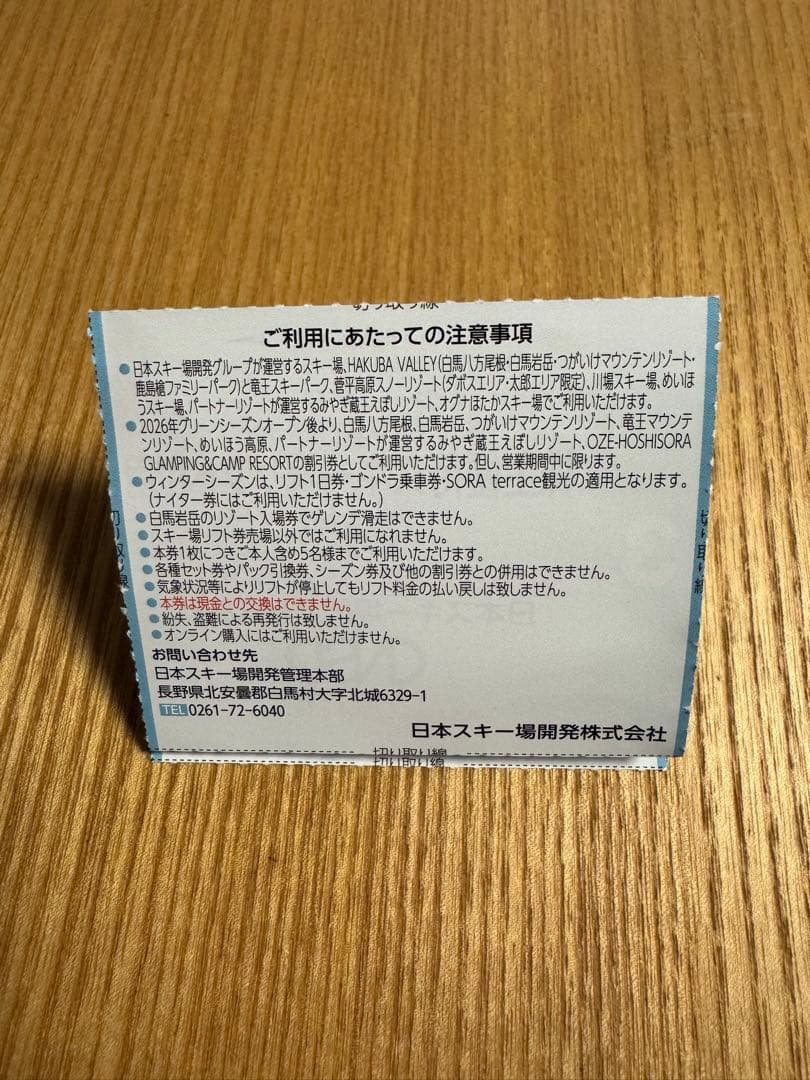 切り取り線
ご利用にあたっての注意事項
●日本スキー場開発グループが運営するスキー場、HAKUBA VALLEY(白馬八方尾根・白馬岩岳・つがいけマウンテンリゾート・
鹿島槍ファミリーパーク)と竜王スキーパーク、菅平高原スノーリゾート(ダボスエリア・太郎エリア限定)、川場スキー場、めいほ
うスキー場、パートナーリゾートが運営するみやぎ蔵王えぼしリゾート、オグナほたかスキー場でご利用いただけます。
●2026年グリーンシーズンオープン後より、白馬八方尾根、白馬岩岳、つがいけマウンテンリゾート、竜王マウンテ
ンリゾート、めいほう高原、パートナーリゾートが運営するみやぎ蔵王えぼしリゾート、OZE-HOSHISORA
GLAMPING&CAMP RESORTの割引券としてご利用いただけます。但し、営業期間中に限ります。
●ウィンターシーズンは、リフト1日券・ゴンドラ乗車券・SORA terrace観光の適用となります。
(ナイター券にはご利用いただけません。)
●白馬岩岳のリゾート入場券でゲレンデ滑走はできません。
●スキー場リフト券売場以外ではご利用になれません。
●本券1枚につきご本人含め5名様までご利用いただけます。
●各種セット券やパック引換券、シーズン券及び他の割引券との併用はできません。
●気象状況等によりリフトが停止してもリフト料金の払い戻しは致しません。
●本券は現金との交換はできません。
●紛失、盗難による再発行は致しません。
●オンライン購入にはご利用いただけません。
お問い合わせ先
日本スキー場開発管理本部
長野県北安曇郡白馬村大字北城6329-1
TEL 0261-72-6040
日本スキー場開発株式会社
切り取り線
切り取り線
切り取り線
切り取り線